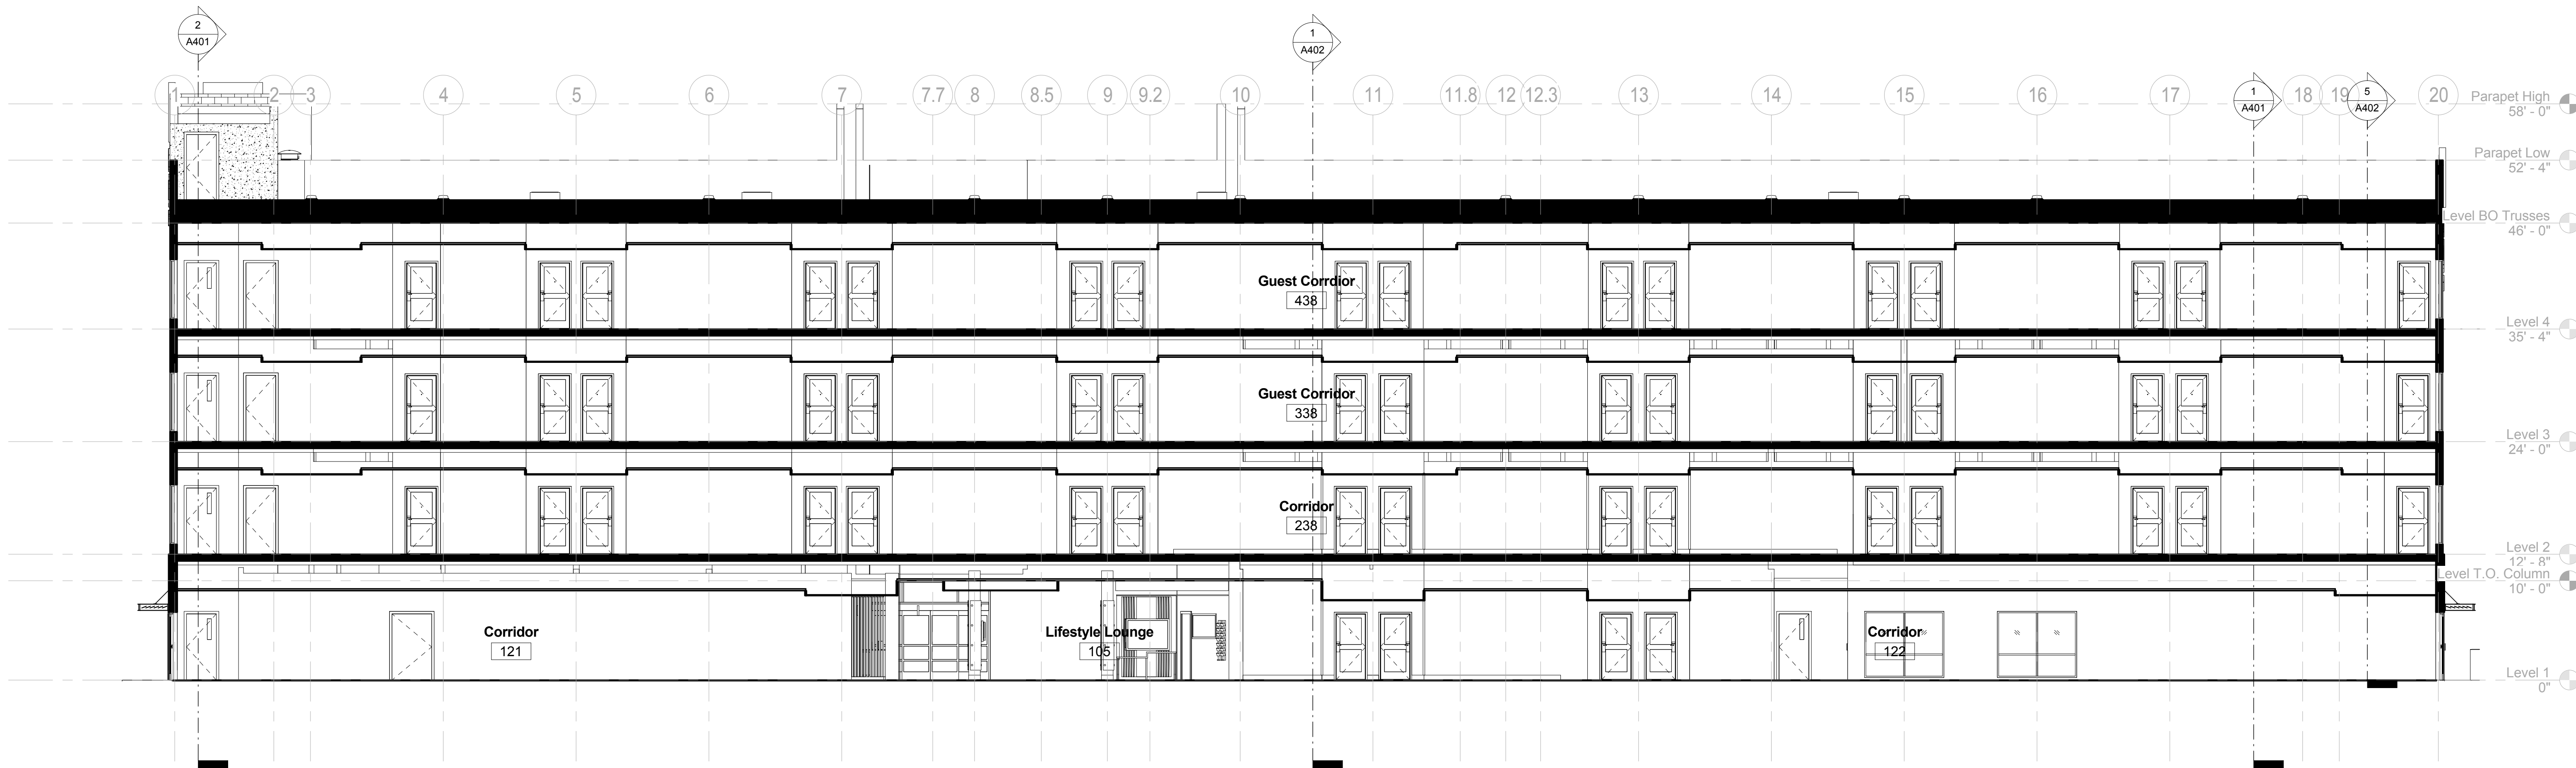 2
A401
1
A402
1
A401
5
A402
1 2 3 4 5 6 7 7.7 8 8.5 9 9.2 10 11 11.8 12 12.3 13 14 15 16 17 18 19 20
Parapet High
58' - 0"
Parapet Low
52' - 4"
Level BO Trusses
46' - 0"
Guest Corrdior
438
Level 4
35' - 4"
Guest Corridor
338
Level 3
24' - 0"
Corridor
238
Level 2
12' - 8"
Level T.O. Column
10' - 0"
Corridor
121
Lifestyle Lounge
105
Corridor
122
Level 1
0"